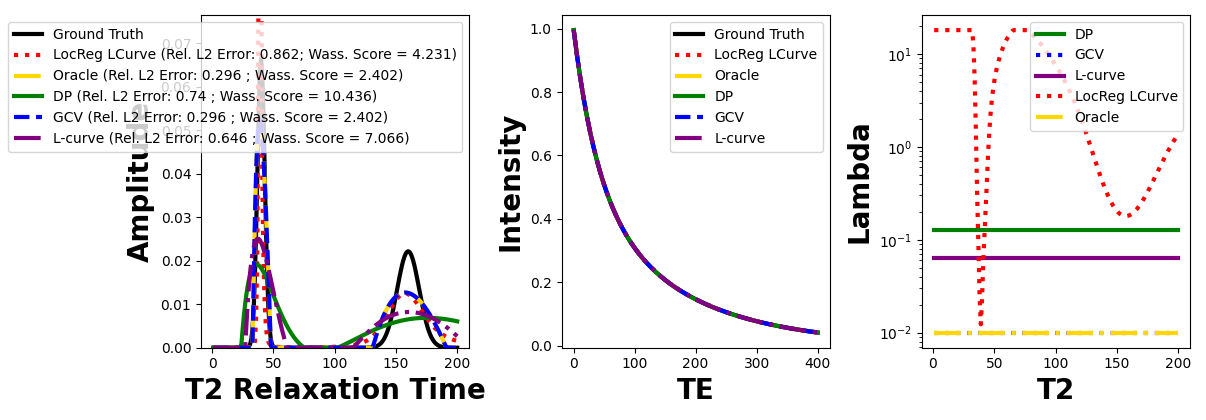 Ground Truth
LocReg LCurve (Rel. L2 Error: 0.862; Wass. Score = 4.231)
Oracle (Rel. L2 Error: 0.296 ; Wass. Score = 2.402)
DP (Rel. L2 Error: 0.74 ; Wass. Score = 10.436)
GCV (Rel. L2 Error: 0.296 ; Wass. Score = 2.402)
L-curve (Rel. L2 Error: 0.646 ; Wass. Score = 7.066)
Amplitude
0.07
0.06
0.05
0.04
0.03
0.02
0.01
0.00
0
50
100
150
200
T2 Relaxation Time
Ground Truth
LocReg LCurve
Oracle
DP
GCV
L-curve
Intensity
1.0
0.8
0.6
0.4
0.2
0.0
0
100
200
300
400
TE
DP
GCV
L-curve
LocReg LCurve
Oracle
Lambda
10¹
10⁰
10⁻¹
10⁻²
0
50
100
150
200
T2